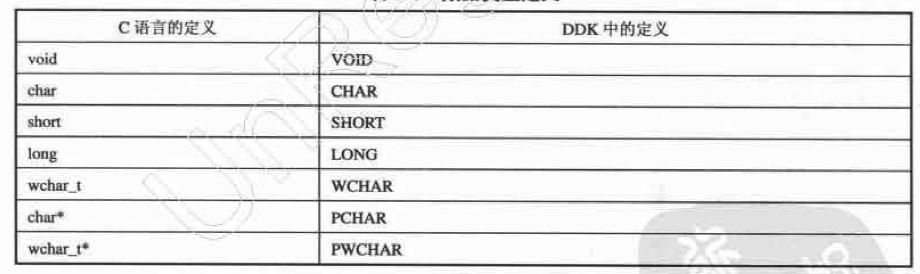 C 语言的定义 DDK 中的定义
void VOID
char CHAR
short SHORT
long LONG
wchar_t WCHAR
char* PCHAR
wchar_t* PWCHAR